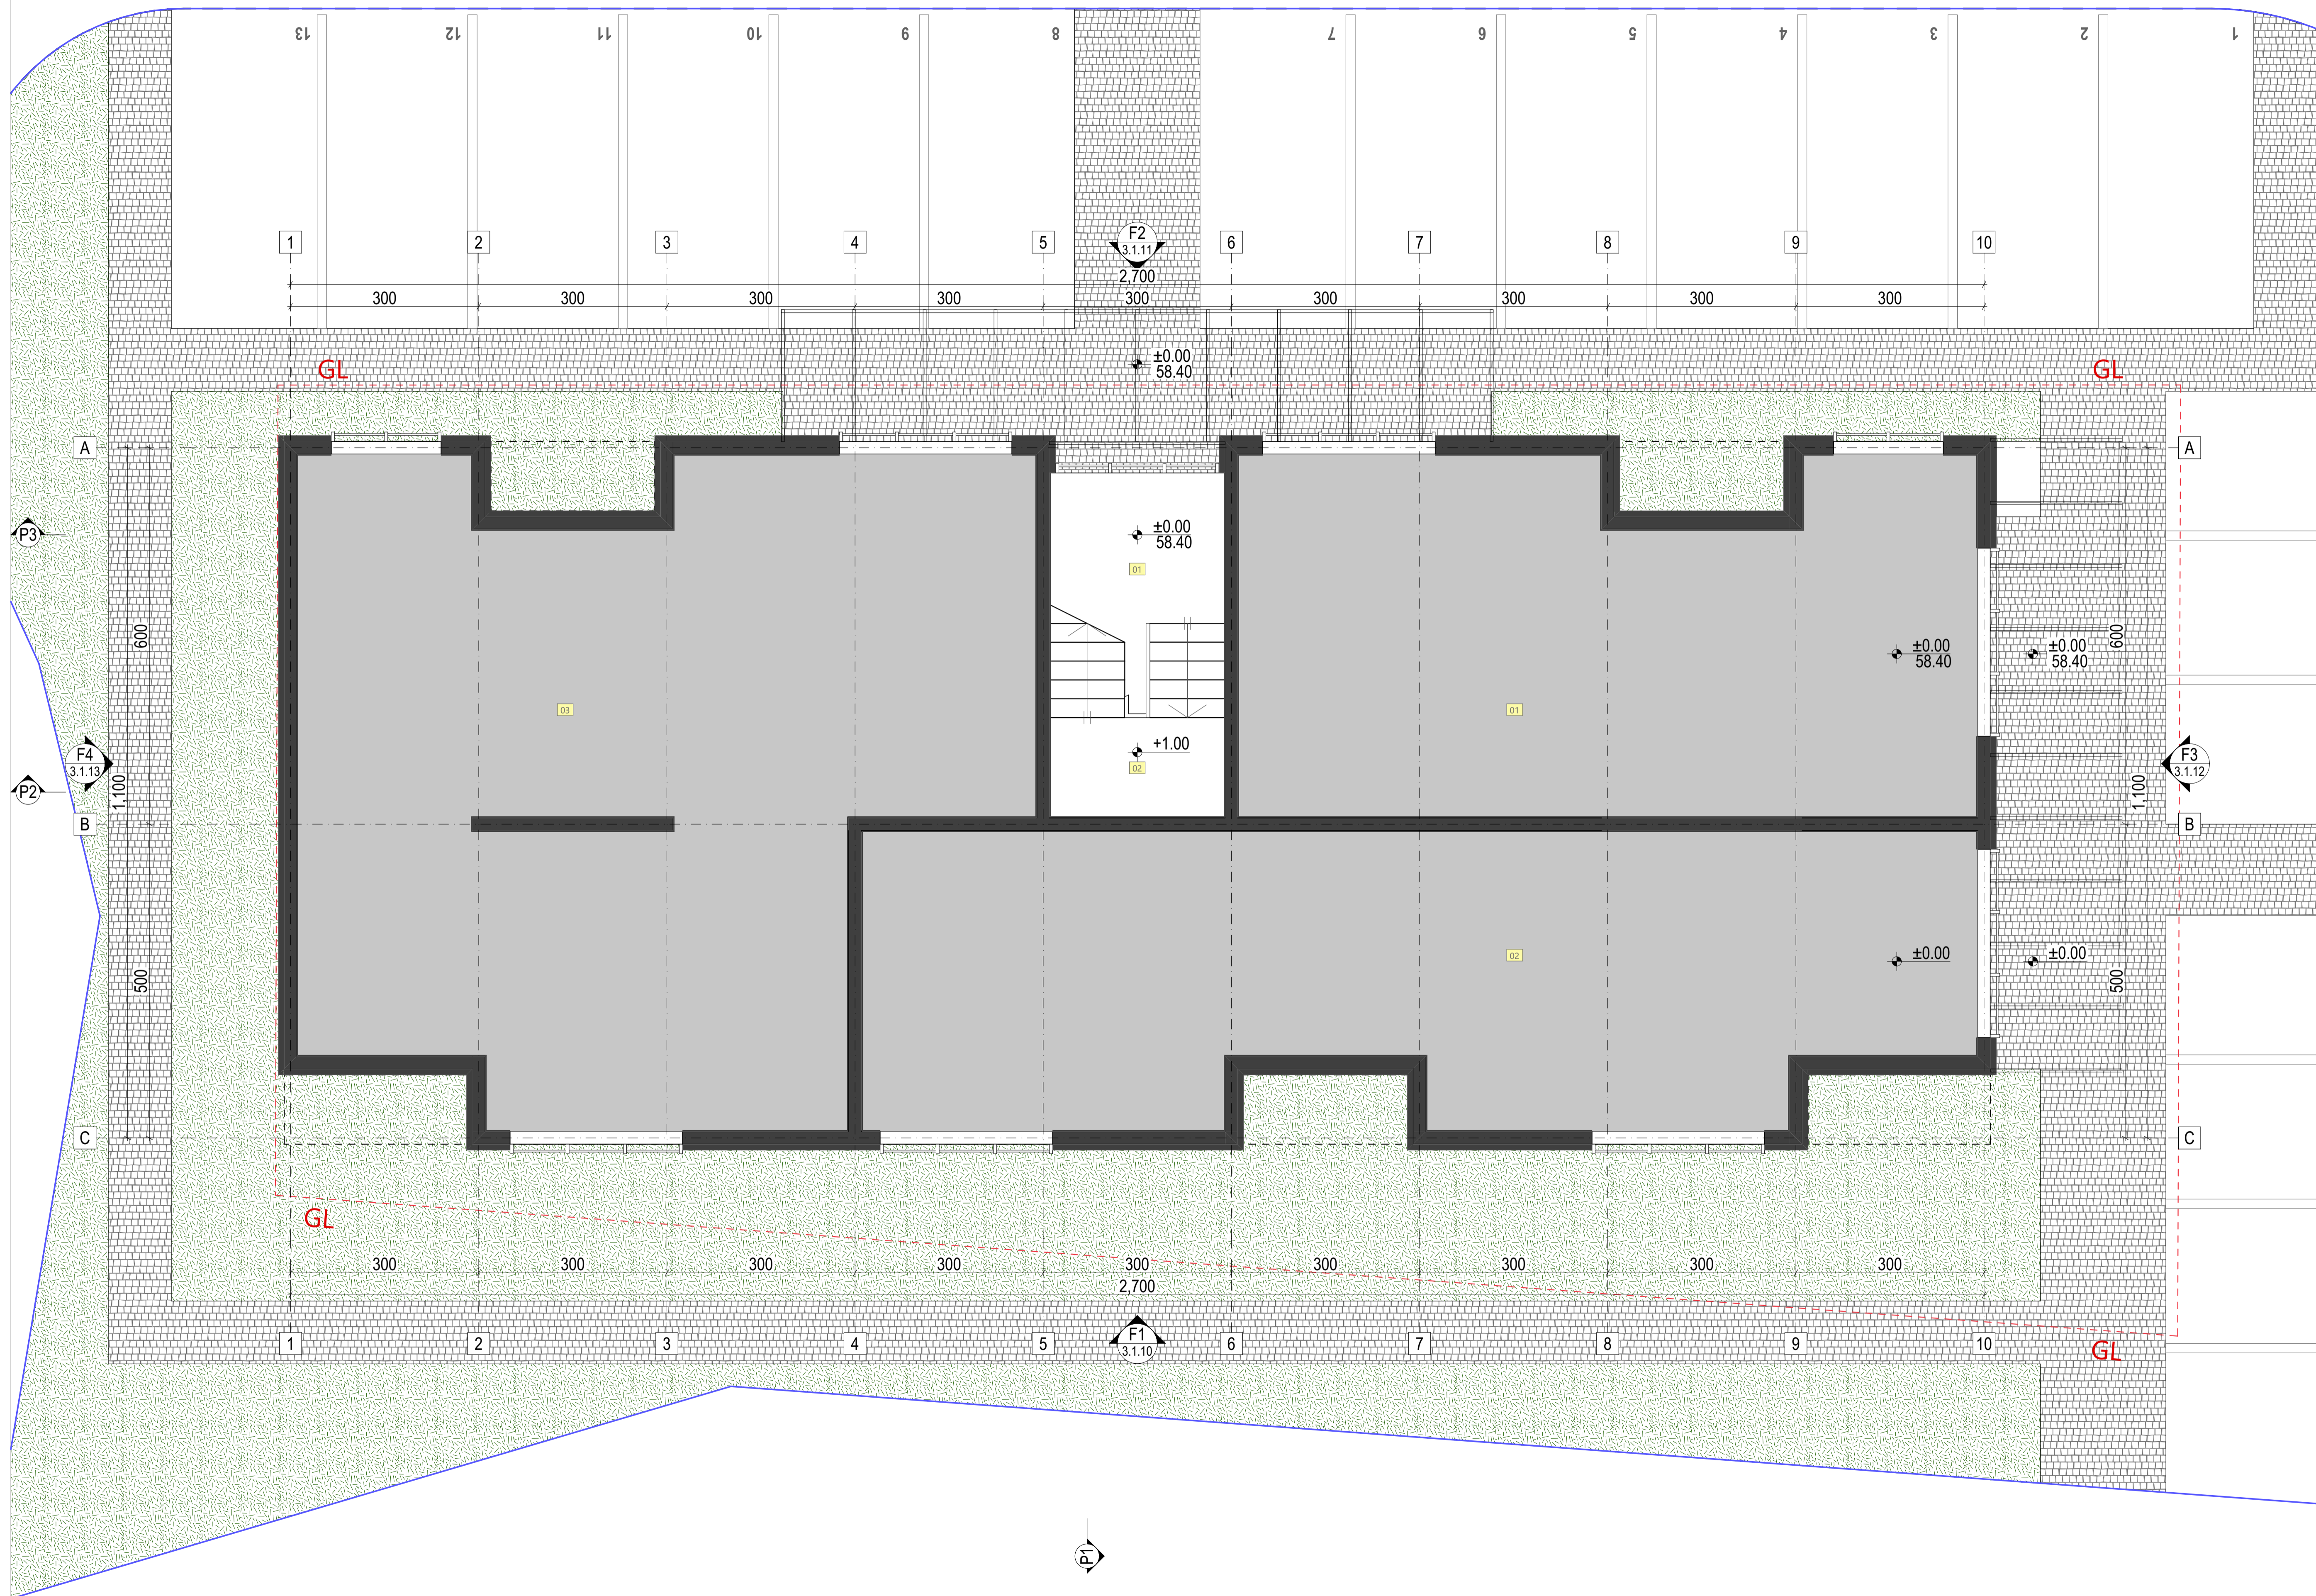 13 12 11 10 9 8 7 6 5 4 3 2 1
F2
3.1.11
1 2 3 4 5 6 7 8 9 10
2,700
300 300 300 300 300 300 300 300 300
±0.00
58.40
GL GL
A A
±0.00
58.40
P3
01
600 600
±0.00
58.40
±0.00
58.40
03 01
+1.00
02
F4
3.1.13
F3
3.1.12
P2
1,100 1,100
B B
02
±0.00 ±0.00
500 500
C C
GL
300 300 300 300 300 300 300 300 300
2,700
1 2 3 4 5 6 7 8 9 10
F1
3.1.10
GL
P1